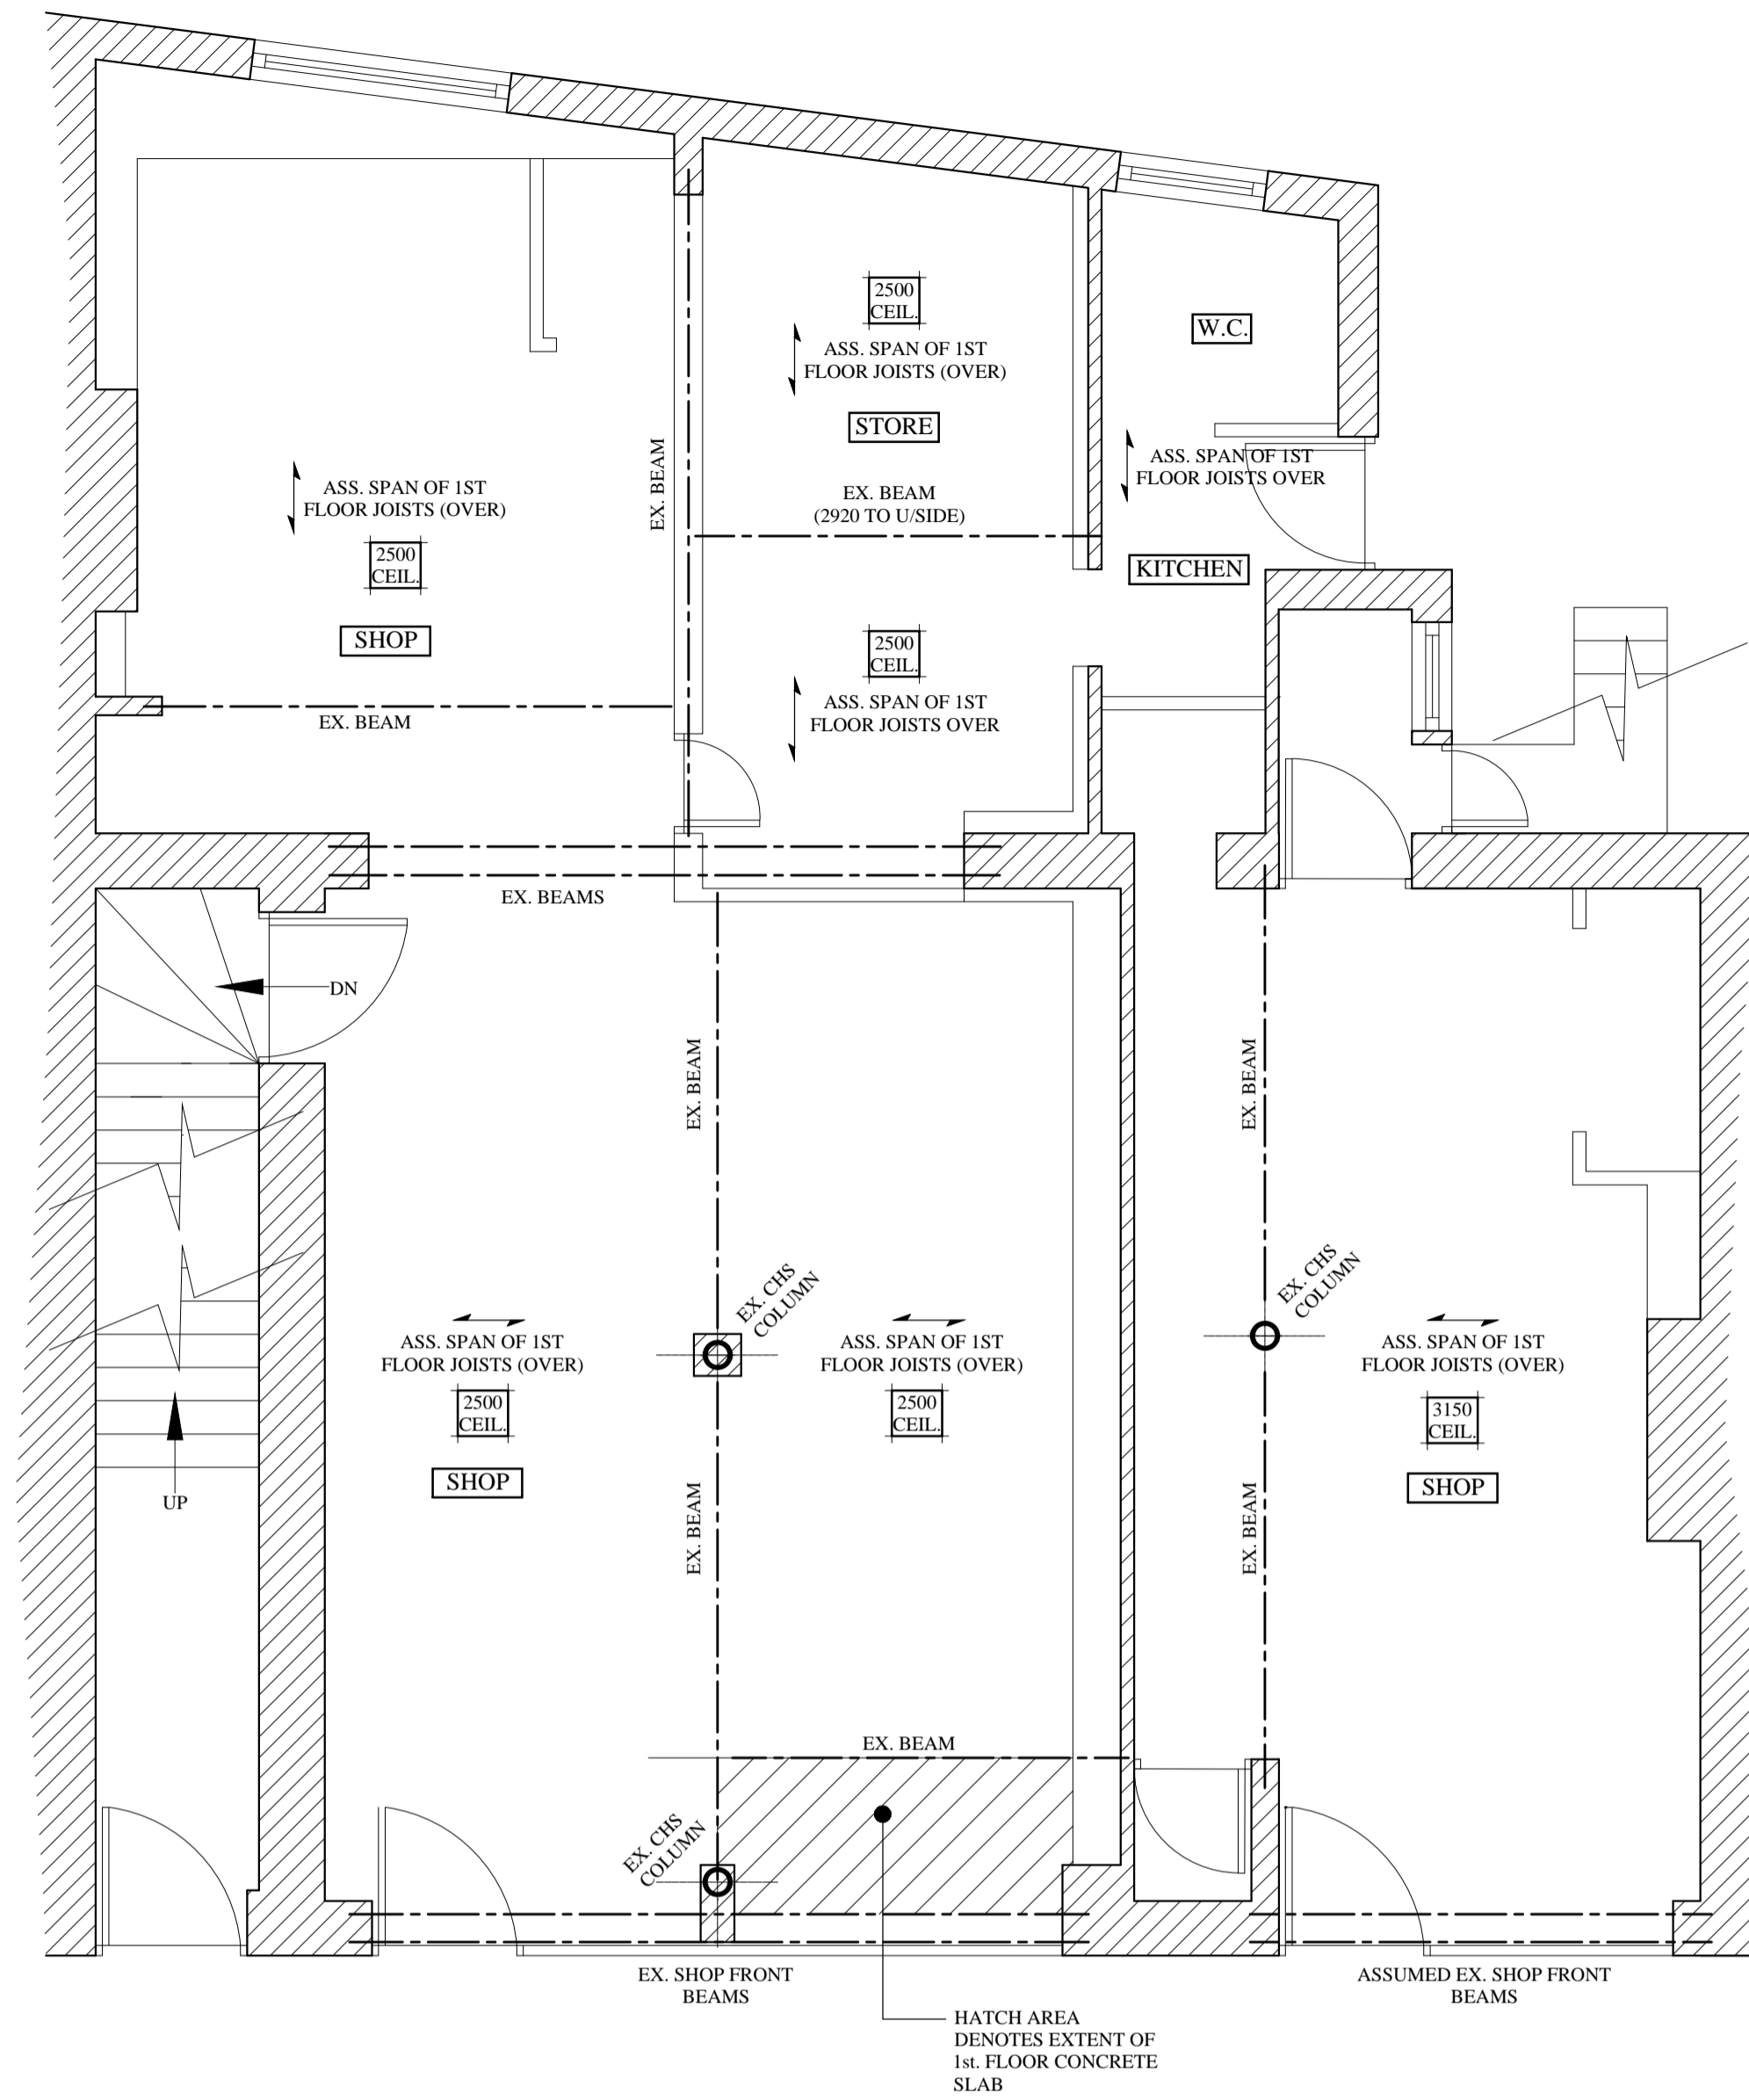 2500
CEIL.
ASS. SPAN OF 1ST
FLOOR JOISTS (OVER)
W.C.
STORE
EX. BEAM
ASS. SPAN OF 1ST
FLOOR JOISTS OVER
ASS. SPAN OF 1ST
FLOOR JOISTS (OVER)
EX. BEAM
(2920 TO U/SIDE)
2500
CEIL.
KITCHEN
SHOP
2500
CEIL.
ASS. SPAN OF 1ST
FLOOR JOISTS OVER
EX. BEAM
EX. BEAMS
DN
EX. BEAM
EX. BEAM
EX. CHS
COLUMN
EX. CHS
COLUMN
ASS. SPAN OF 1ST
FLOOR JOISTS (OVER)
ASS. SPAN OF 1ST
FLOOR JOISTS (OVER)
ASS. SPAN OF 1ST
FLOOR JOISTS (OVER)
2500
CEIL.
2500
CEIL.
3150
CEIL.
SHOP
SHOP
UP
EX. BEAM
EX. BEAM
EX. BEAM
EX. CHS
COLUMN
EX. SHOP FRONT
BEAMS
ASSUMED EX. SHOP FRONT
BEAMS
HATCH AREA
DENOTES EXTENT OF
1st. FLOOR CONCRETE
SLAB